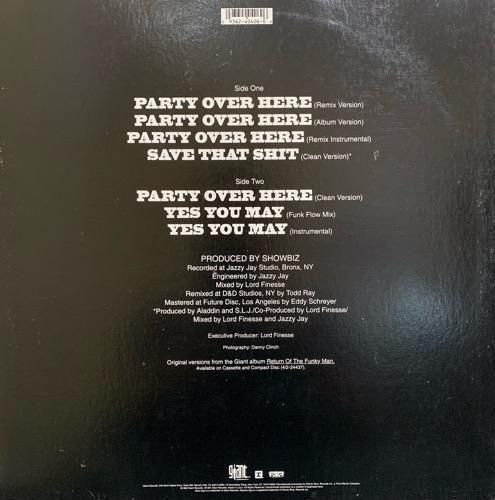 Side One
PARTY OVER HERE (Remix Version)
PARTY OVER HERE (Album Version)
PARTY OVER HERE (Remix Instrumental)
SAVE THAT SHIT (Clean Version)*
Side Two
PARTY OVER HERE (Clean Version)
YES YOU MAY (Funk Flow Mix)
YES YOU MAY (Instrumental)
PRODUCED BY SHOWBIZ
Recorded at Jazzy Jay Studio, Bronx, NY
Engineered by Jazzy Jay
Mixed by Lord Finesse
Remixed at D&D Studios, NY by Todd Ray
Mastered at Future Disc, Los Angeles by Eddy Schreyer
*Produced by Aladdin and S.L.J./Co-Produced by Lord Finesse/
Mixed by Lord Finesse and Jazzy Jay
Executive Producer: Lord Finesse
Photography: Danny Clinch
Original versions from the Giant album Return Of The Funky Man.
Available on Cassette and Compact Disc (4/2-24437).
giant